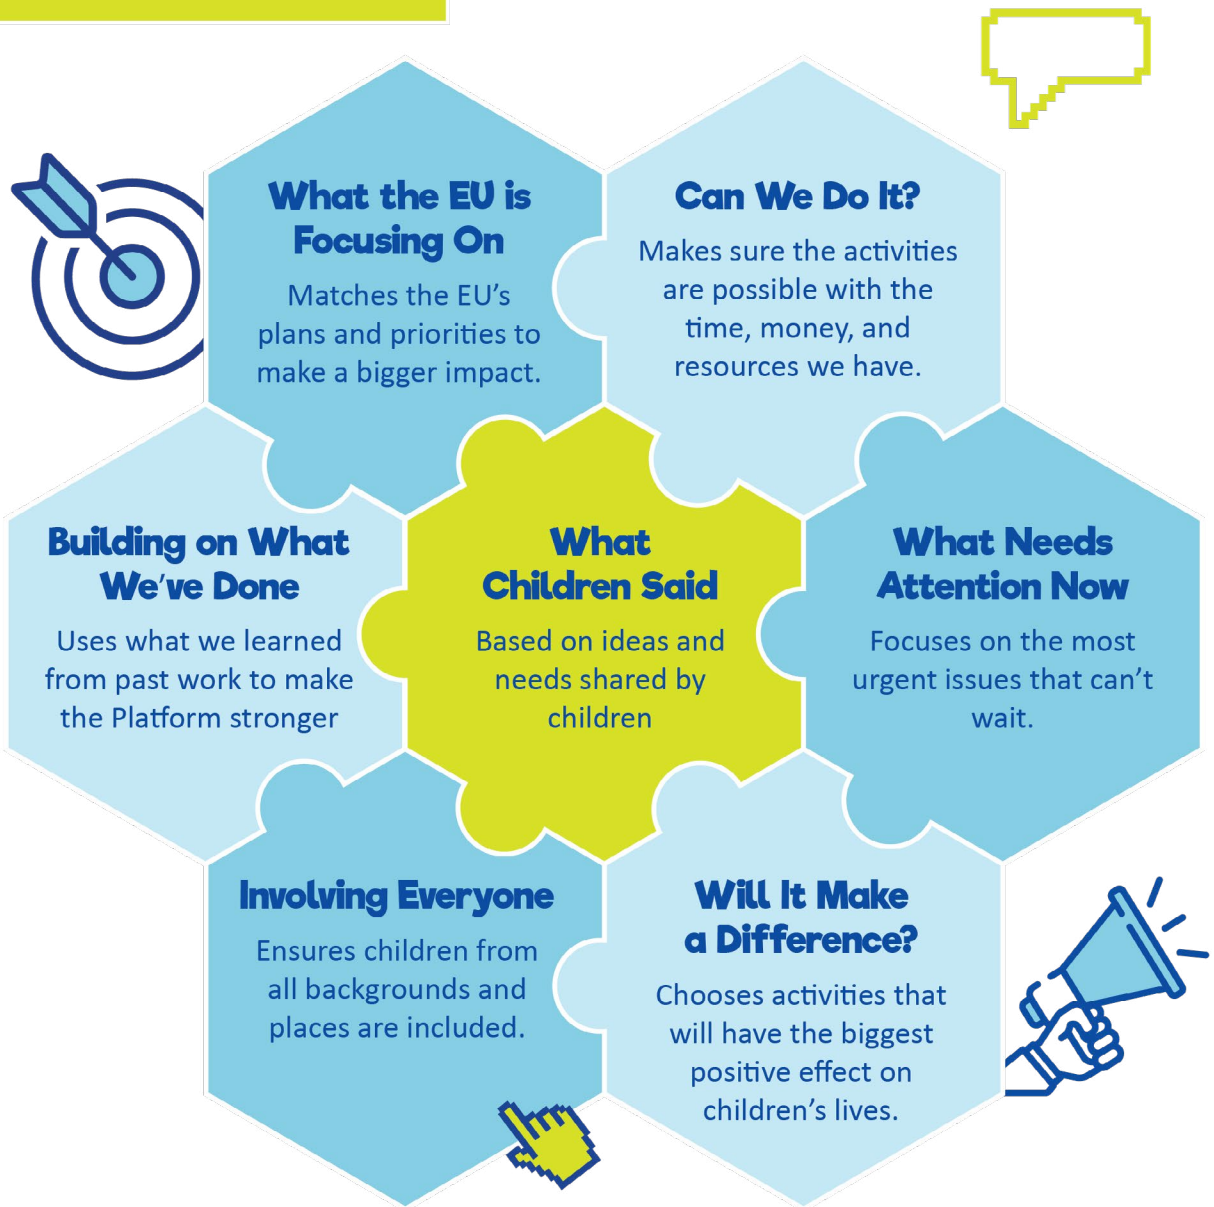 What the EU is
Focusing On
Matches the EU’s
plans and priorities to
make a bigger impact.
Can We Do It?
Makes sure the activities
are possible with the
time, money, and
resources we have.
Building on What
We’ve Done
Uses what we learned
from past work to make
the Platform stronger
What
Children Said
Based on ideas and
needs shared by
children
What Needs
Attention Now
Focuses on the most
urgent issues that can’t
wait.
Involving Everyone
Ensures children from
all backgrounds and
places are included.
Will It Make
a Difference?
Chooses activities that
will have the biggest
positive effect on
children’s lives.